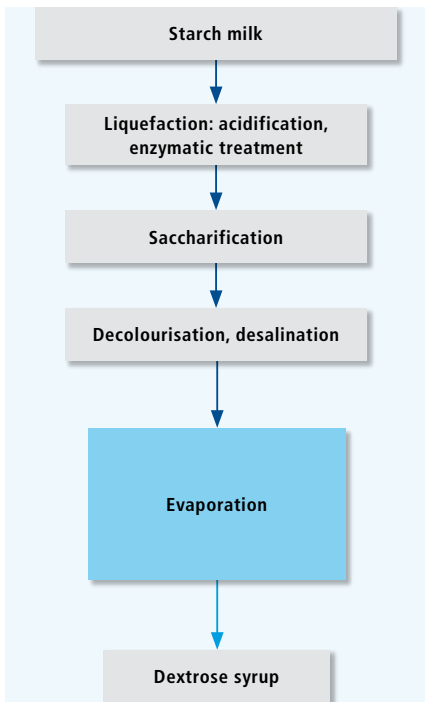 Starch milk
Liquefaction: acidification,
enzymatic treatment
Saccharification
Decolourisation, desalination
Evaporation
Dextrose syrup